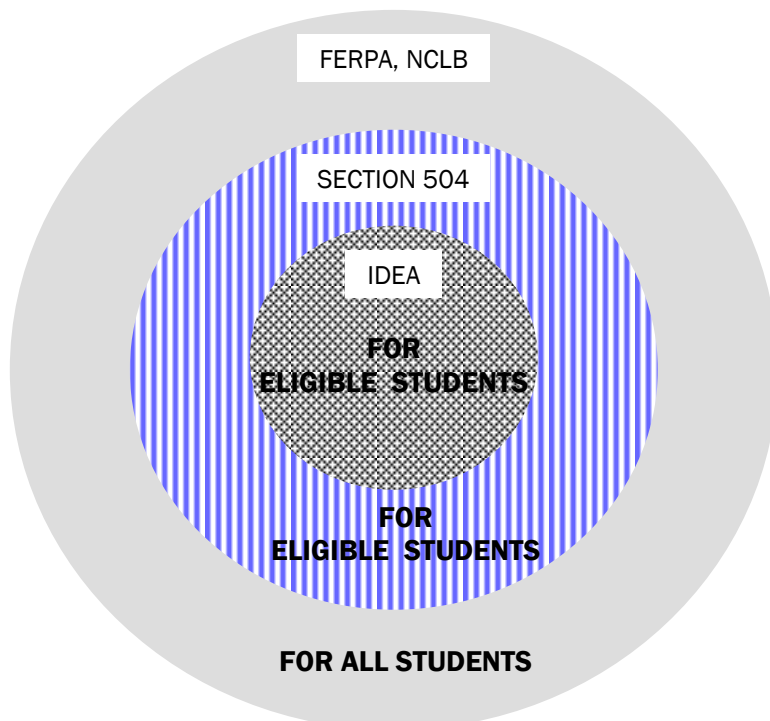 FERPA, NCLB
SECTION 504
IDEA
FOR
ELIGIBLE STUDENTS
FOR
ELIGIBLE STUDENTS
FOR ALL STUDENTS